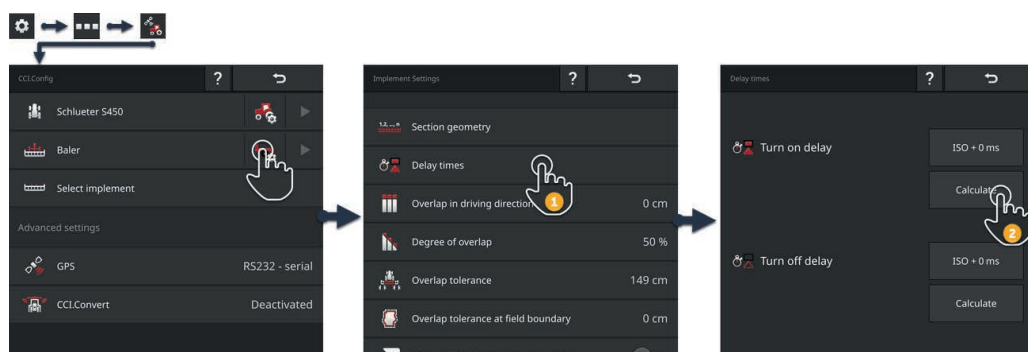 CCI.Config
?
Schlueter S450
Baler
Select implement
Advanced settings
GPS
RS232 - serial
CCI.Convert
Deactivated
Implement Settings
?
Section geometry
Delay times
1
Overlap in driving direction
0 cm
Degree of overlap
50 %
Overlap tolerance
149 cm
Overlap tolerance at field boundary
0 cm
Delay times
?
Turn on delay
ISO + 0 ms
Calculate
2
Turn off delay
ISO + 0 ms
Calculate